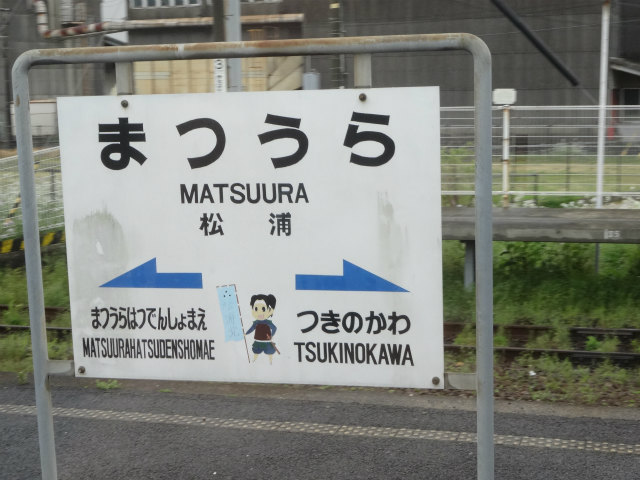 まつうら
MATSUURA
松 浦
まつうらはつでんしょまえ
MATSUURAHATSUDENSHOMAE
つきのかわ
TSUKINOKAWA